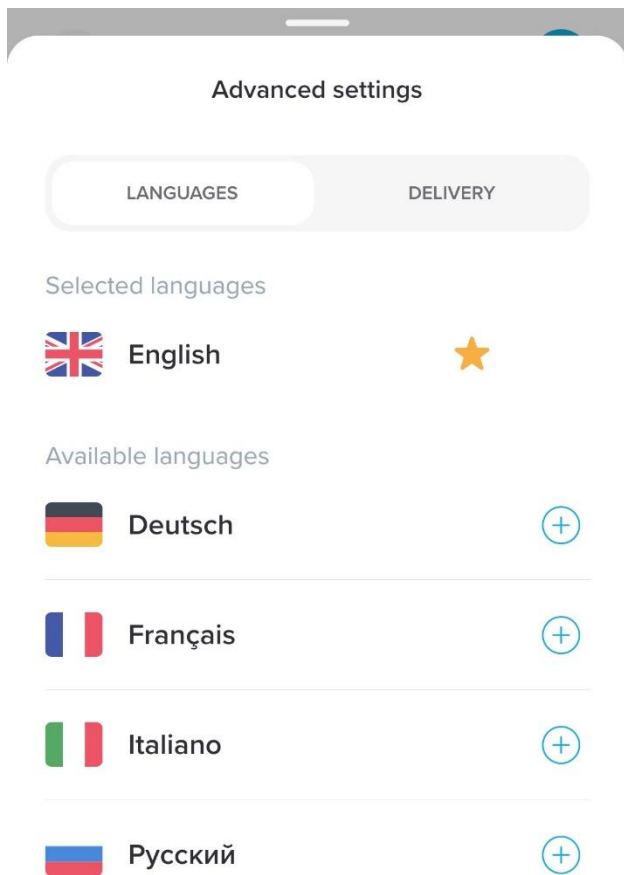 Advanced settings
LANGUAGES
DELIVERY
Selected languages
English
Available languages
Deutsch
Français
Italiano
Русский